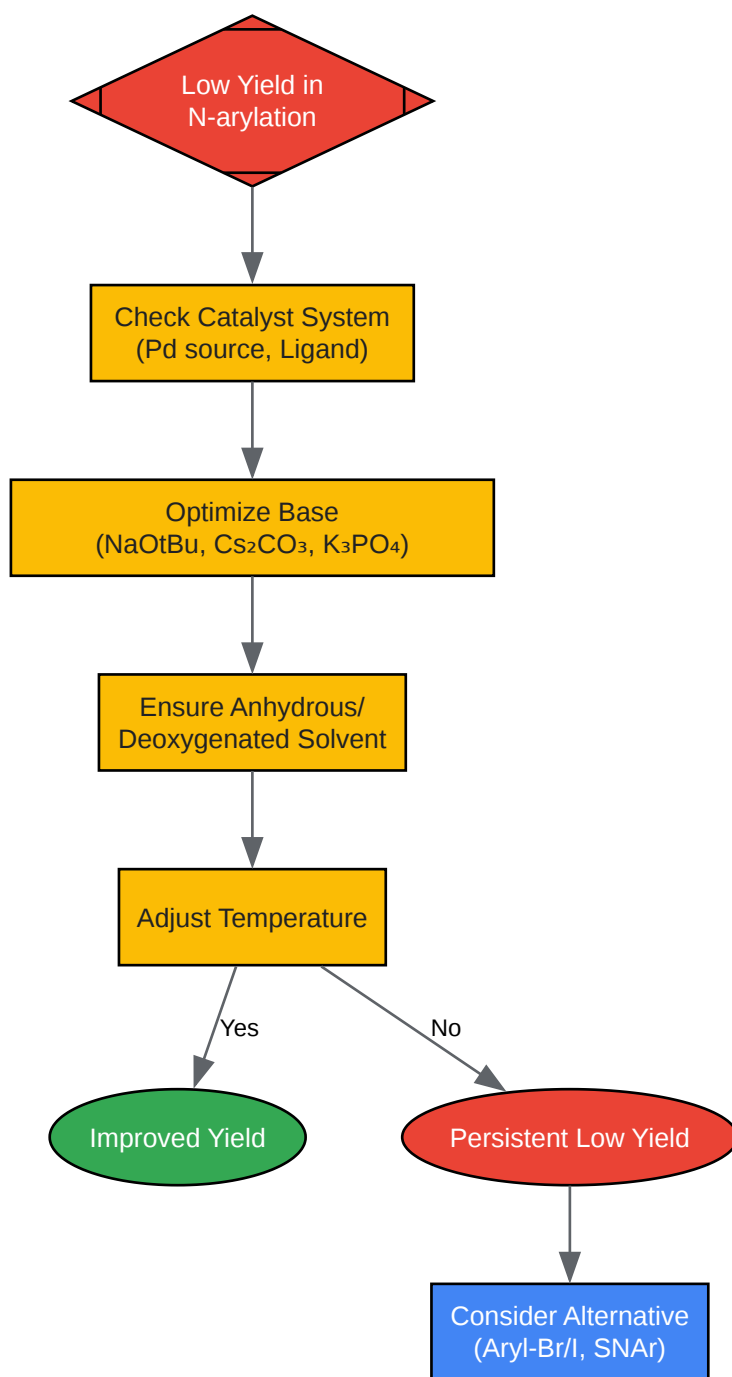 Low Yield in
N-arylation
Check Catalyst System
(Pd source, Ligand)
Optimize Base
(NaOtBu, Cs₂CO₃, K₃PO₄)
Ensure Anhydrous/
Deoxygenated Solvent
Adjust Temperature
Yes
No
Improved Yield
Persistent Low Yield
Consider Alternative
(Aryl-Br/I, SNAr)